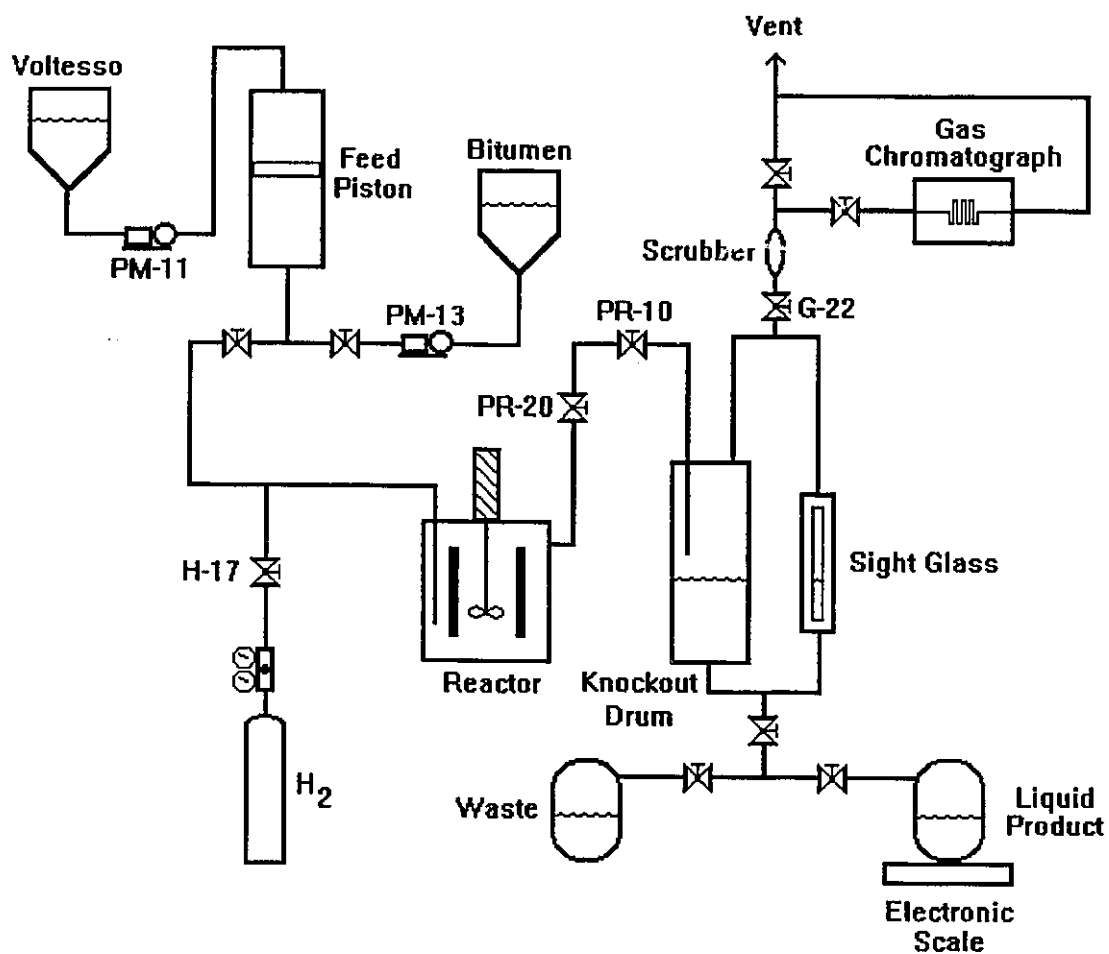 Vent
Voltesso
Gas
Chromatograph
Feed
Piston
Bitumen
Scrubber
PM-11
PM-13
PR-10
G-22
PR-20
H-17
Sight Glass
Reactor
Knockout
Drum
H2
Waste
Liquid
Product
Electronic
Scale